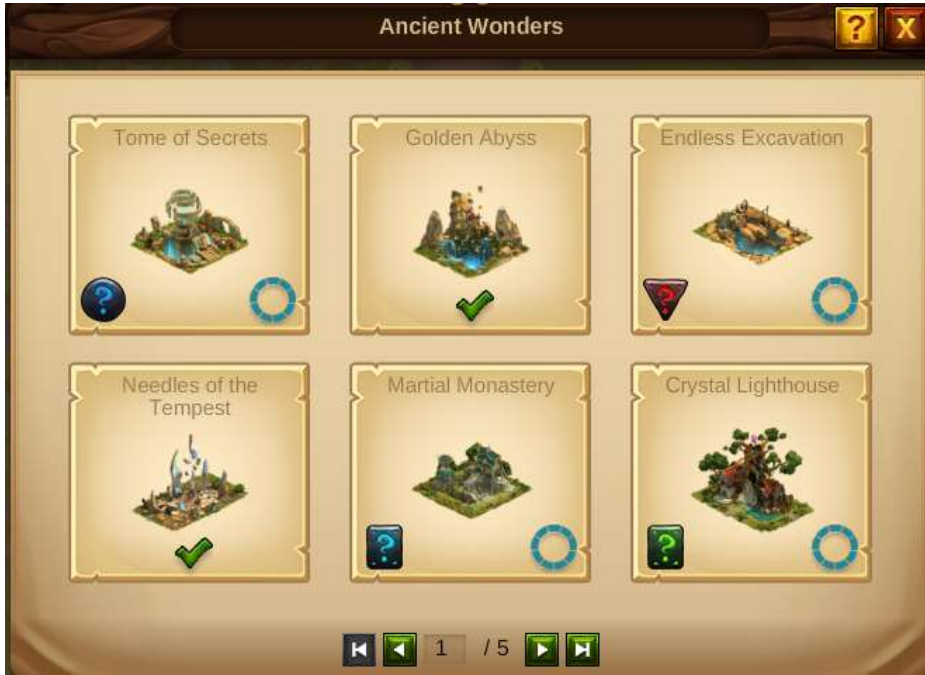 Ancient Wonders
?
X
Tome of Secrets
Golden Abyss
Endless Excavation
?
?
Needles of the
Tempest
Martial Monastery
Crystal Lighthouse
?
?
1 / 5